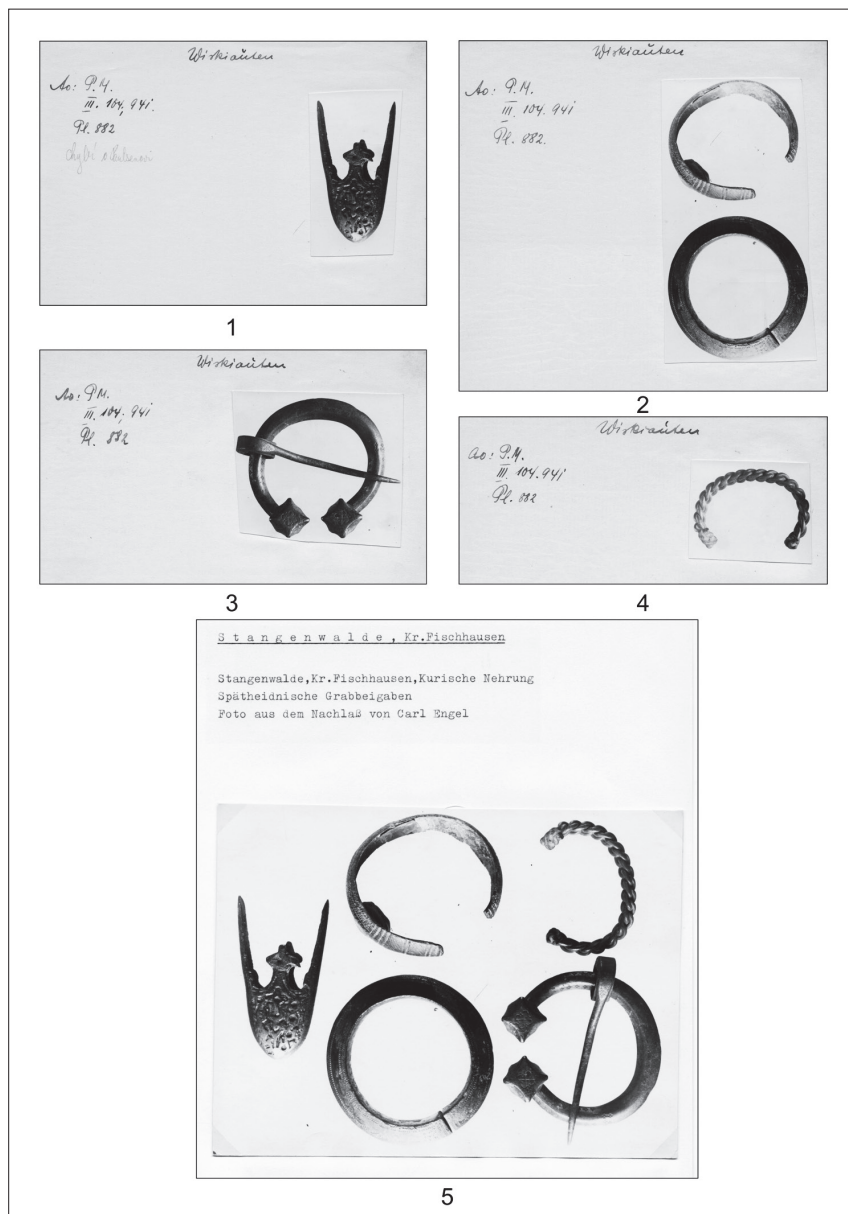 Wiskiauten
Ao: P.M.
III. 104, 94i
Pl. 882
1
Wiskiauten
Ao: P.M.
III. 104. 94i
Pl. 882.
2
Wiskiauten
Ao: P.M.
III. 104; 94i
Pl. 882
3
Wiskiauten
Ao: P.M.
III. 104. 94i
Pl. 882
4
Stangenwalde, Kr.Fischhausen
Stangenwalde,Kr.Fischhausen,Kurische Nehrung
Spätheidnische Grabbeigaben
Foto aus dem Nachlaß von Carl Engel
5